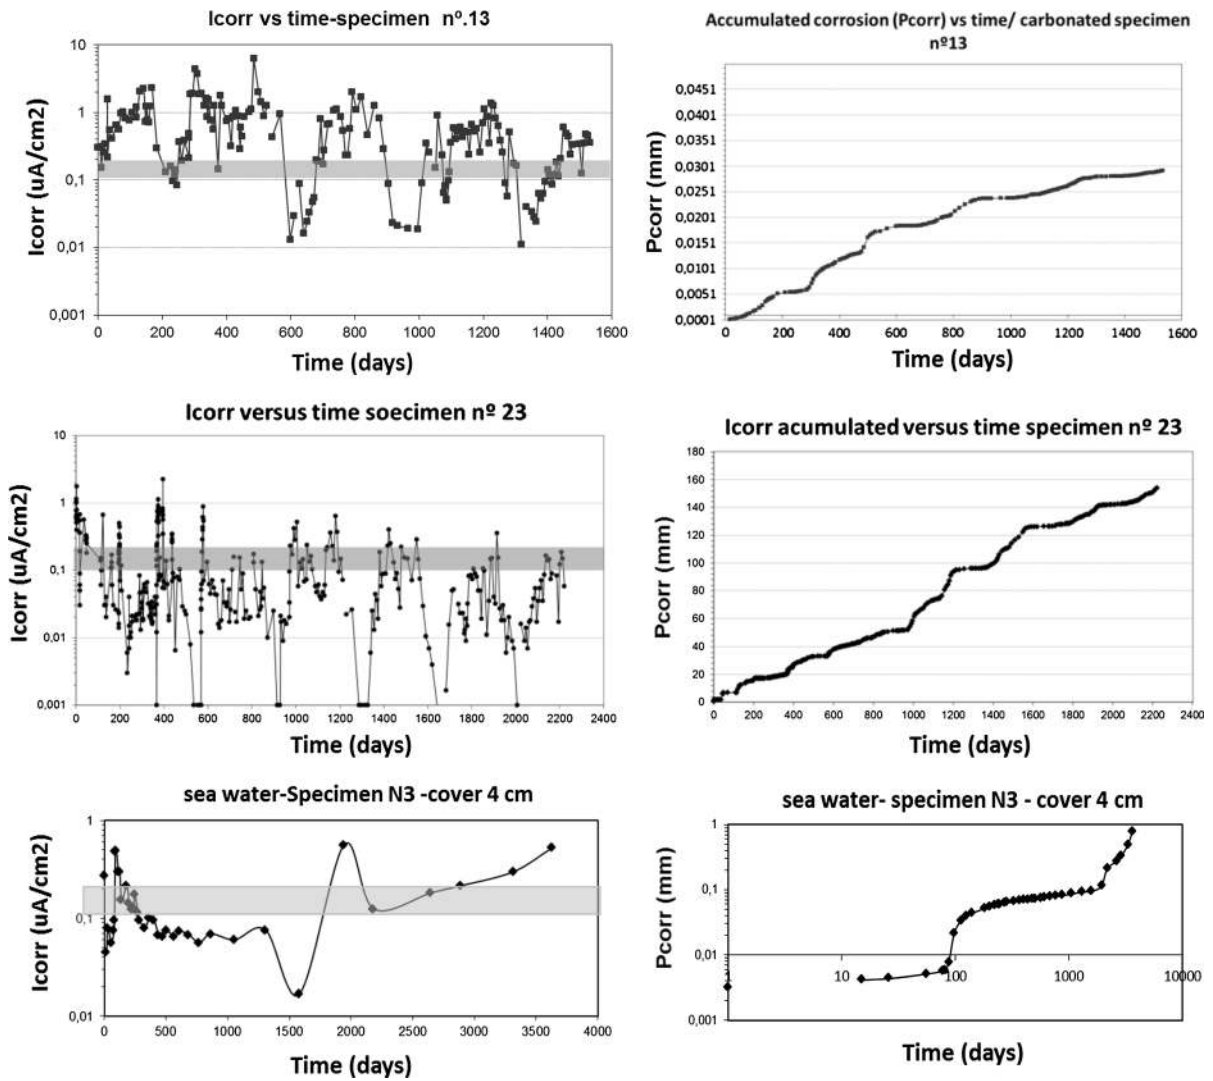 Icorr vs time-specimen nº.13
10
1
0,1
0,01
0,001
Icorr (uA/cm2)
0 200 400 600 800 1000 1200 1400 1600
Time (days)
Accumulated corrosion (Pcorr) vs time/ carbonated specimen
nº13
0,0451
0,0401
0,0351
0,0301
0,0251
0,0201
0,0151
0,0101
0,0051
0,0001
Pcorr (mm)
0 200 400 600 800 1000 1200 1400 1600
Time (days)
Icorr versus time soecimen nº 23
10
1
0,1
0,01
0,001
Icorr (uA/cm2)
0 200 400 600 800 1000 1200 1400 1600 1800 2000 2200 2400
Time (days)
Icorr acumulated versus time specimen nº 23
180
160
140
120
100
80
60
40
20
0
Pcorr (mm)
0 200 400 600 800 1000 1200 1400 1600 1800 2000 2200 2400
Time (days)
sea water-Specimen N3 -cover 4 cm
1
0,1
0,01
Icorr (uA/cm2)
0 500 1000 1500 2000 2500 3000 3500 4000
Time (days)
sea water- specimen N3 - cover 4 cm
1
0,1
0,01
0,001
Pcorr (mm)
1 10 100 1000 10000
Time (days)